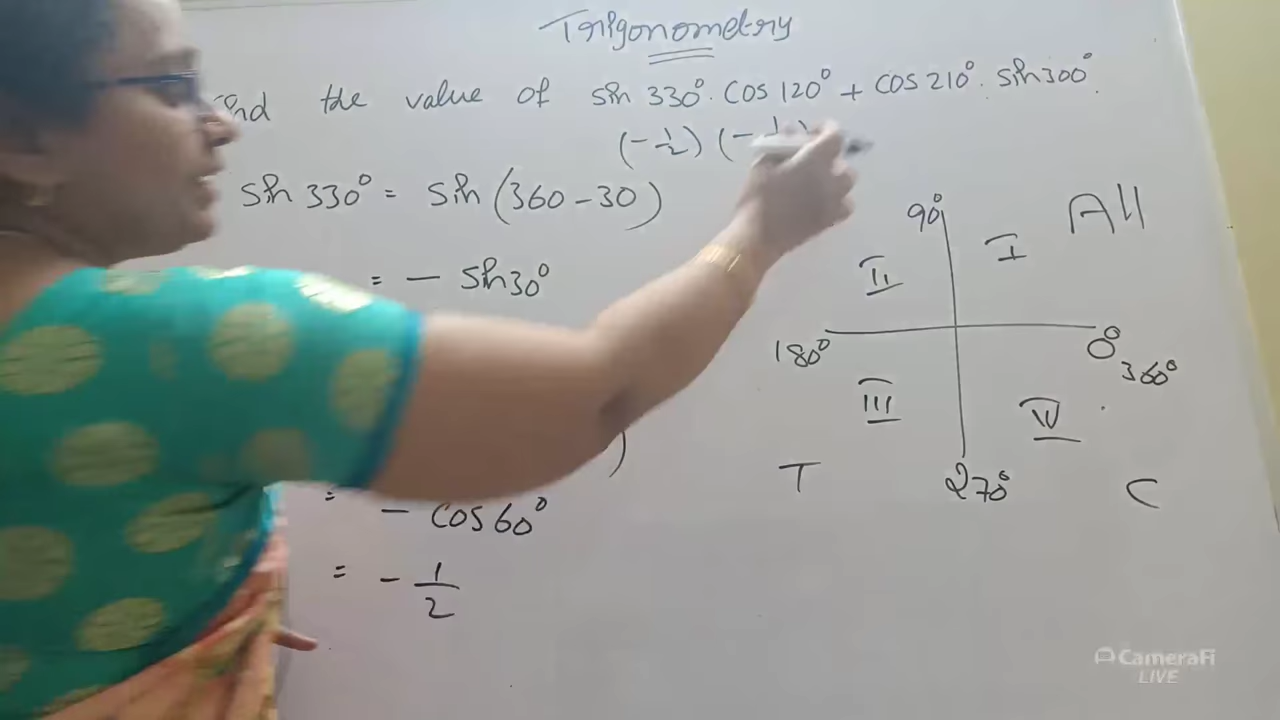 Trigonometry
the value of sin 330°. cos 120° + cos 210°. sin 300°
(-1/2) (-
sin 330° = sin (360 - 30)
= - sin 30°
)
= - cos 60°
= - 1/2
90°
All
II
I
180°
0°
360°
III
IV
T
270°
C
CameraFi
LIVE